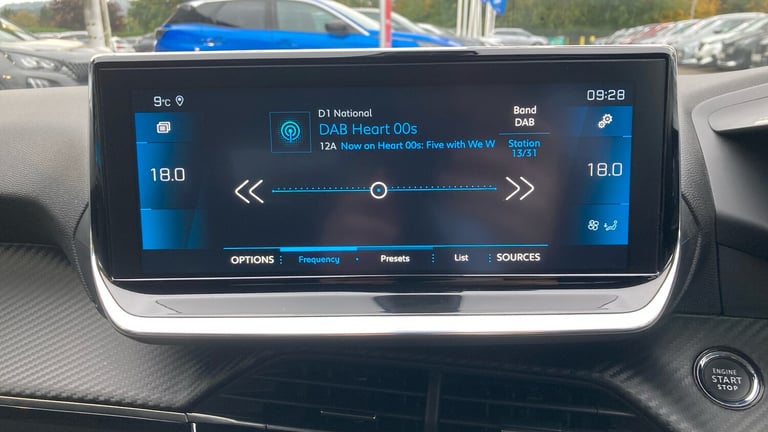 9°C
09:28
D1 National
Band
DAB
DAB Heart 00s
12A Now on Heart 00s: Five with We W
Station
13/31
18.0
18.0
OPTIONS
Frequency
Presets
List
SOURCES
ENGINE
START
STOP